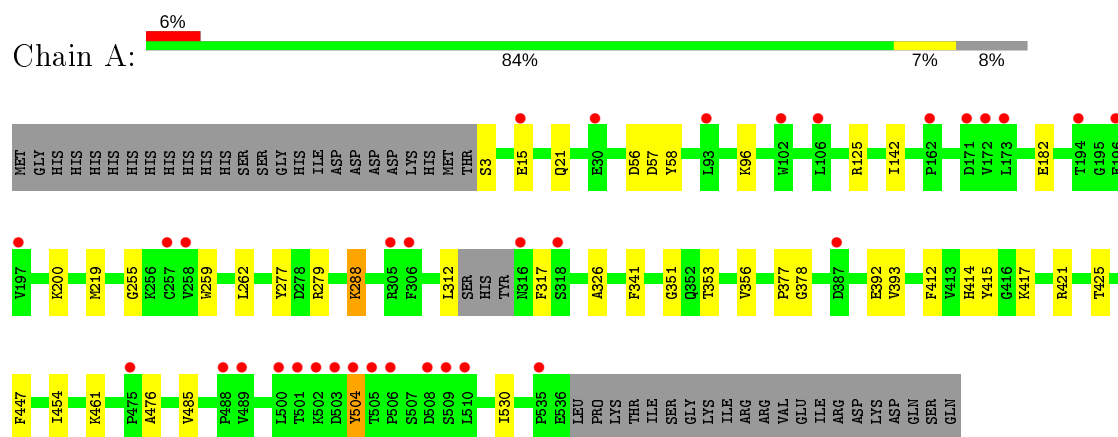 6%
Chain A:
84% 7% 8%
MET GLY HIS HIS HIS HIS HIS HIS HIS HIS HIS HIS SER SER GLY HIS ILE ASP ASP ASP ASP LYS HIS MET THR S3 E15 Q21 E30 D56 D57 Y58 L93 K96 W102 L106 R125 I142 P162 D171 V172 L173 E182 T194 G195
V197 K200 M219 G255 K256 C257 V258 W259 L262 Y277 D278 R279 K288 R305 F306 L312 SER HIS TYR N316 F317 S318 A326 F341 G351 Q352 T353 V356 P377 G378 D387 E392 V393 F412 V413 H414 Y415 G416 K417 R421 T425
F447 I454 K461 P475 A476 V485 P488 V489 L500 T501 K502 D503 Y504 T505 P506 S507 D508 S509 L510 I530 P535 E536 LEU PRO LYS THR ILE SER GLY LYS ILE ARG ARG VAL GLU ILE ARG ASP LYS ASP GLN SER GLN